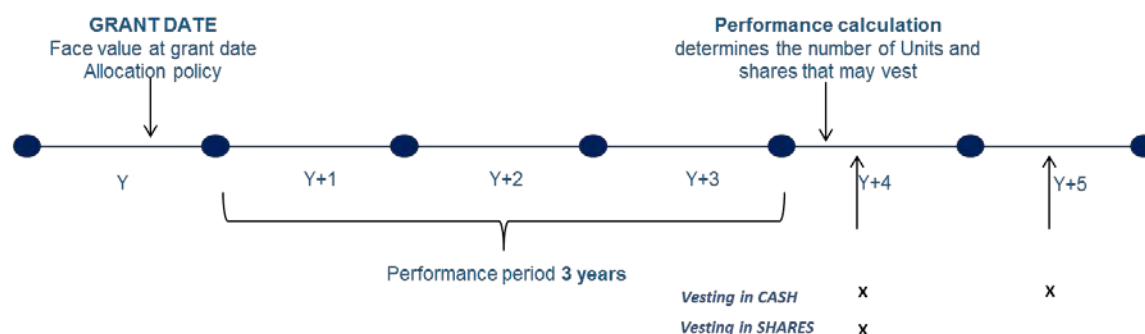 GRANT DATE
Face value at grant date
Allocation policy
Performance calculation
determines the number of Units and
shares that may vest
Y
Y+1
Y+2
Y+3
Y+4
Y+5
Performance period 3 years
Vesting in CASH x x
Vesting in SHARES x